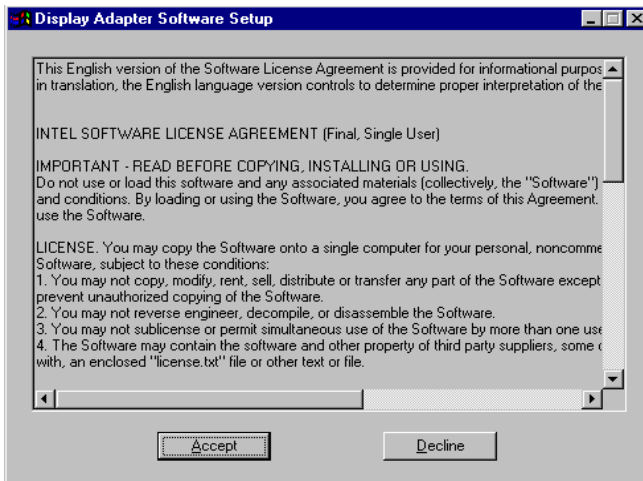 Display Adapter Software Setup
This English version of the Software License Agreement is provided for informational
in translation, the English language version controls to determine proper interpretation of the
INTEL SOFTWARE LICENSE AGREEMENT (Final, Single User)
IMPORTANT - READ BEFORE COPYING, INSTALLING OR USING.
Do not use or load this software and any associated materials (collectively, the "Software")
and conditions. By loading or using the Software, you agree to the terms of this Agreement.
use the Software.
LICENSE. You may copy the Software onto a single computer for your personal,
Software, subject to these conditions:
1. You may not copy, modify, rent, sell, distribute or transfer any part of the Software except
prevent unauthorized copying of the Software.
2. You may not reverse engineer, decompile, or disassemble the Software.
3. You may not sublicense or permit simultaneous use of the Software by more than one
4. The Software may contain the software and other property of third party suppliers, some
with, an enclosed "license.txt" file or other text or file.
Accept
Decline